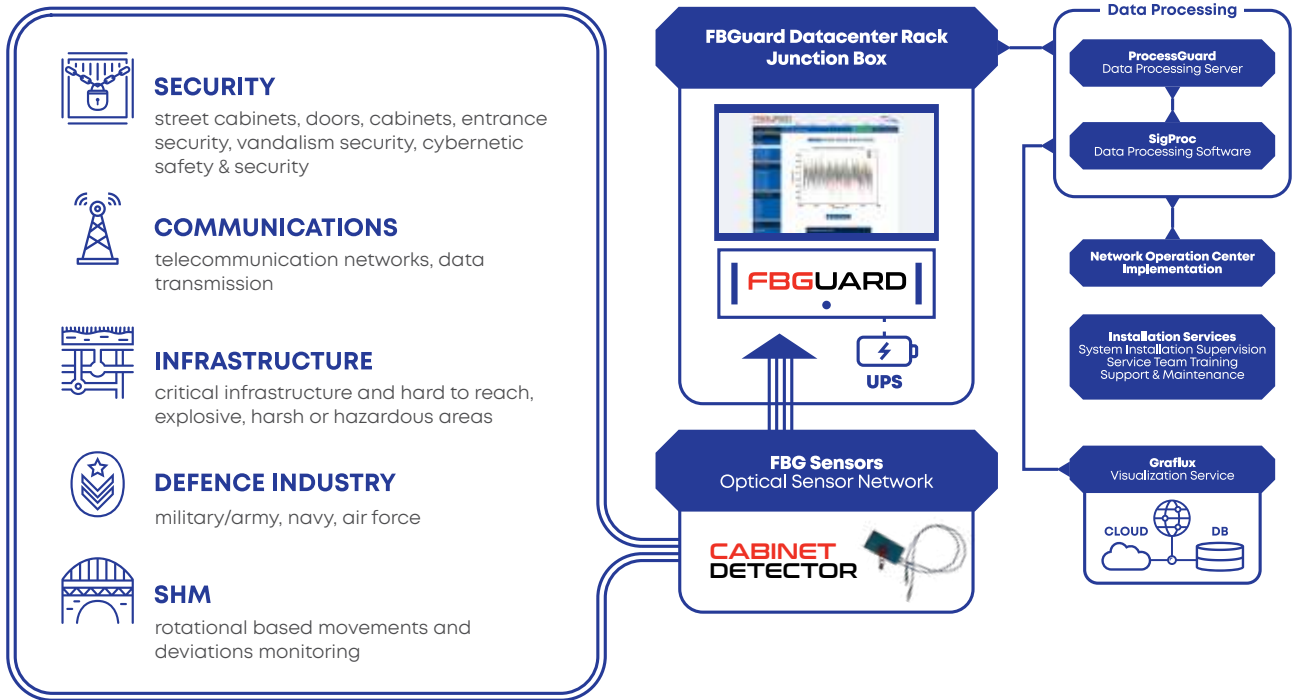 SECURITY
street cabinets, doors, cabinets, entrance
security, vandalism security, cybernetic
safety & security
COMMUNICATIONS
telecommunication networks, data
transmission
INFRASTRUCTURE
critical infrastructure and hard to reach,
explosive, harsh or hazardous areas
DEFENCE INDUSTRY
military/army, navy, air force
SHM
rotational based movements and
deviations monitoring
FBGuard Datacenter Rack
Junction Box
FBGUARD
UPS
FBG Sensors
Optical Sensor Network
CABINET
DETECTOR
Data Processing
ProcessGuard
Data Processing Server
SigProc
Data Processing Software
Network Operation Center
Implementation
Installation Services
System Installation Supervision
Service Team Training
Support & Maintenance
Graflux
Visualization Service
CLOUD
DB